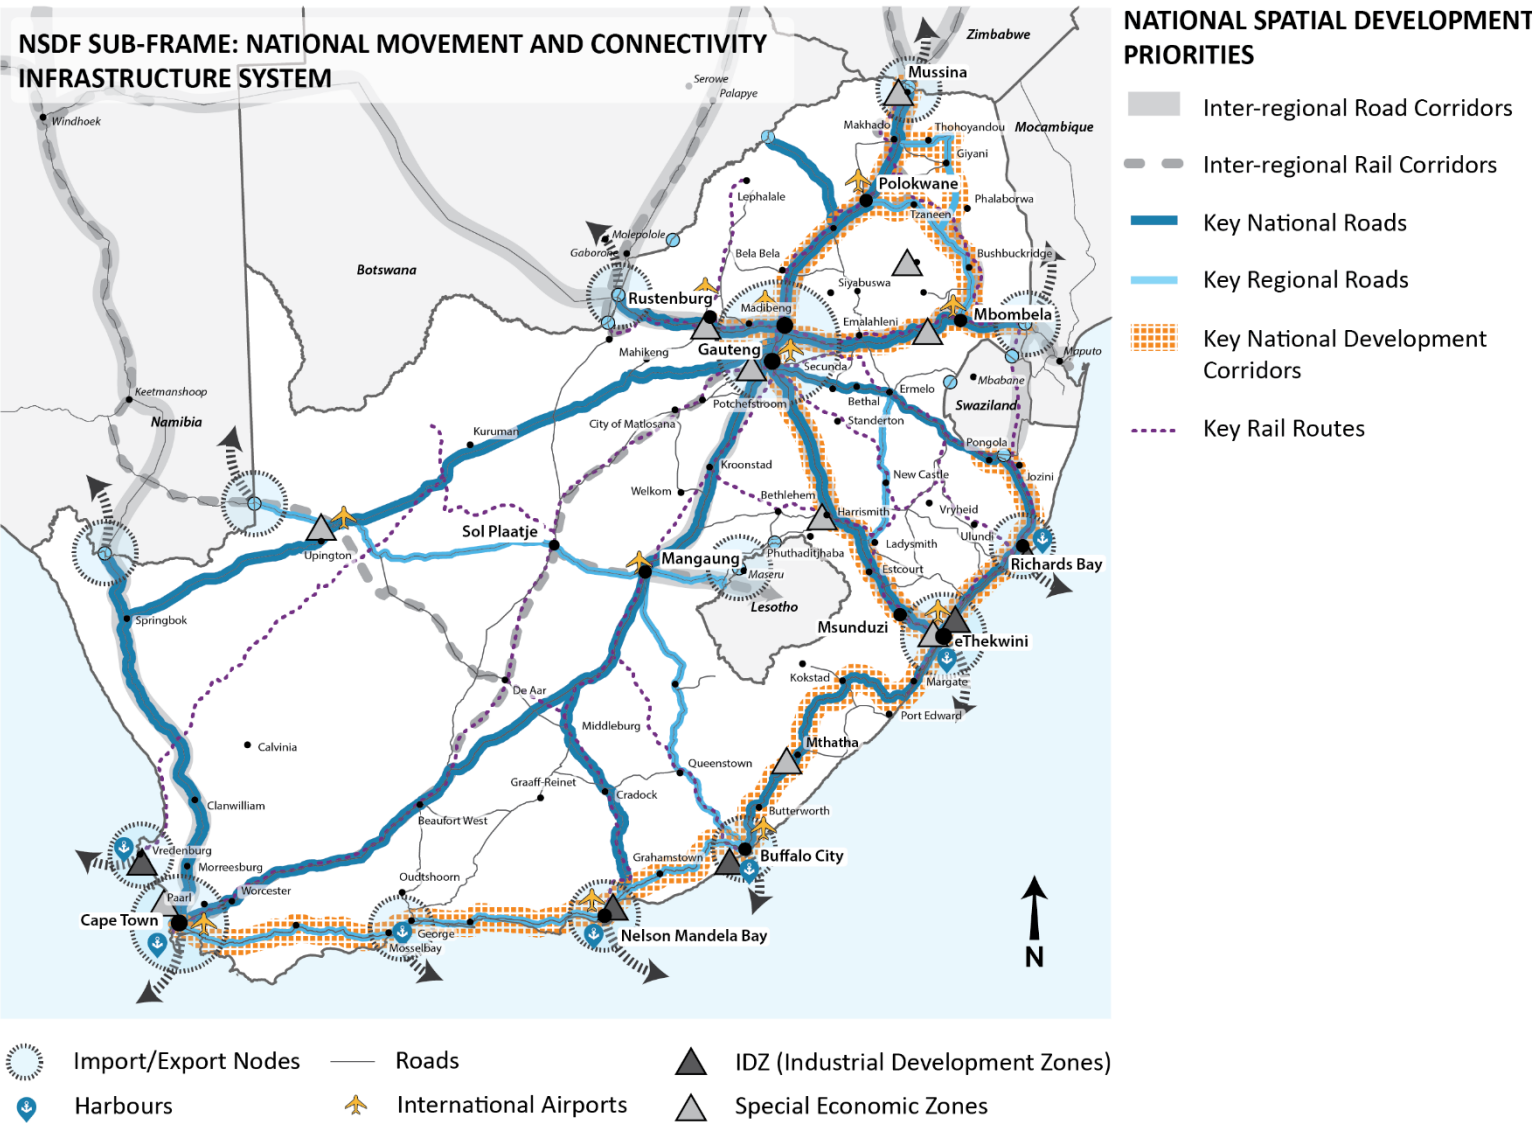 NSDF SUB-FRAME: NATIONAL MOVEMENT AND CONNECTIVITY
INFRASTRUCTURE SYSTEM
NATIONAL SPATIAL DEVELOPMENT
PRIORITIES
Inter-regional Road Corridors
Inter-regional Rail Corridors
Key National Roads
Key Regional Roads
Key National Development
Corridors
Key Rail Routes
Zimbabwe
Mussina
Serowe
Palapye
Windhoek
Makhado
Thohoyandou
Mocambique
Giyani
Polokwane
Lephalale
Phalaborwa
Tzaneen
Molepolole
Gaborone
Bela Bela
Bushbuckridge
Botswana
Siyabuswa
Rustenburg
Madibeng
Mbombela
Emalahleni
Gauteng
Mahikeng
Secunda
Maputo
Mbabane
Ermelo
Bethal
Swaziland
Keetmanshoop
Namibia
Potchefstroom
City of Matlosana
Standerton
Kuruman
Pongola
Kroonstad
New Castle
Jozini
Welkom
Bethlehem
Vryheid
Harrismith
Sol Plaatje
Ulundi
Upington
Phuthaditjhaba
Ladysmith
Mangaung
Maseru
Estcourt
Richards Bay
Lesotho
Springbok
Msunduzi
eThekwini
Kokstad
Margate
De Aar
Port Edward
Middleburg
Calvinia
Mthatha
Queenstown
Graaff-Reinet
Cradock
Clanwilliam
Butterworth
Beaufort West
Vredenburg
Grahamstown
Buffalo City
Morreesburg
Oudtshoorn
Worcester
Paarl
Cape Town
George
Mosselbay
Nelson Mandela Bay
N
Import/Export Nodes
Roads
IDZ (Industrial Development Zones)
Harbours
International Airports
Special Economic Zones